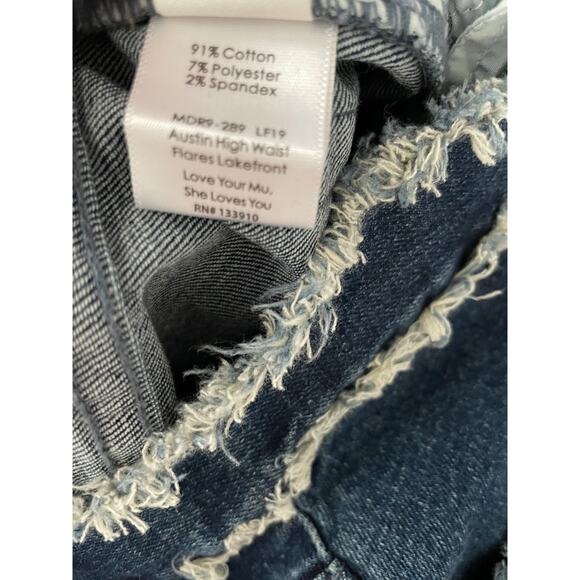 91% Cotton
7% Polyester
2% Spandex
MDR9-289 LF19
Austin High Waist
Flares Lakefront
Love Your Mu,
She Loves You
RN# 133910